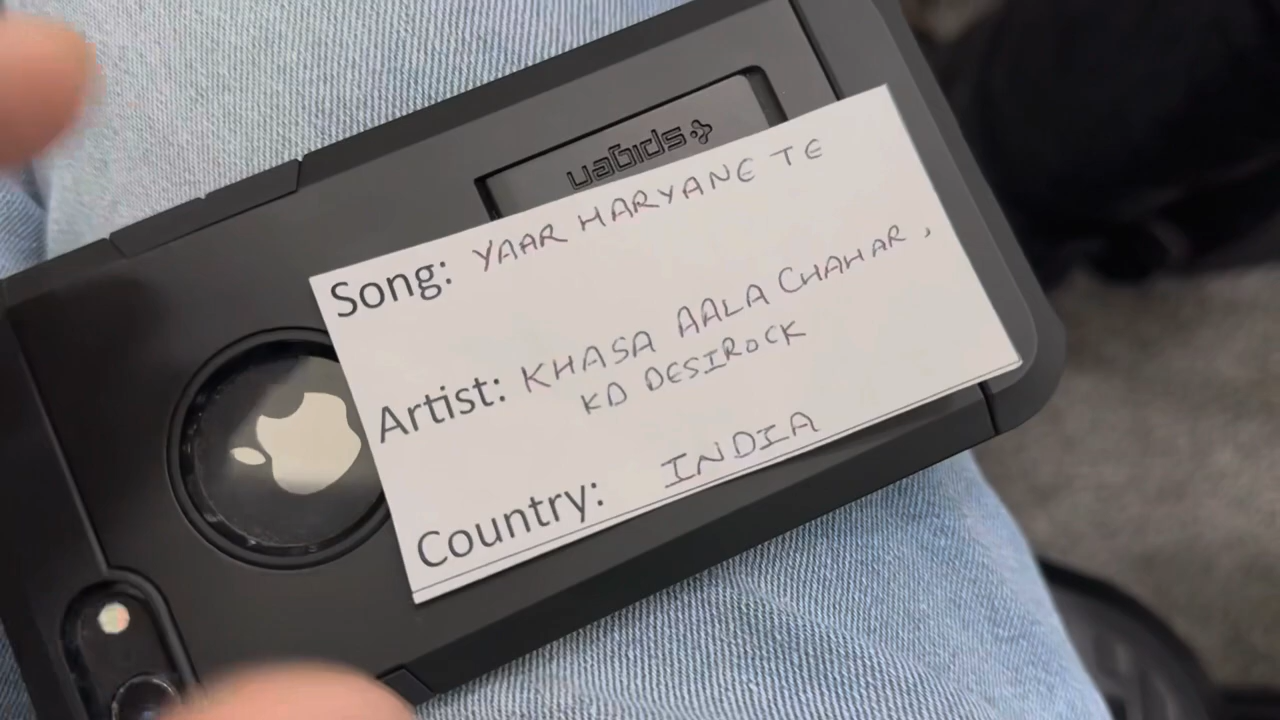 spigen
Song: YAAR HARYANE TE
Artist: KHASA AALA CHAHAR,
KD DESIROCK
Country: INDIA